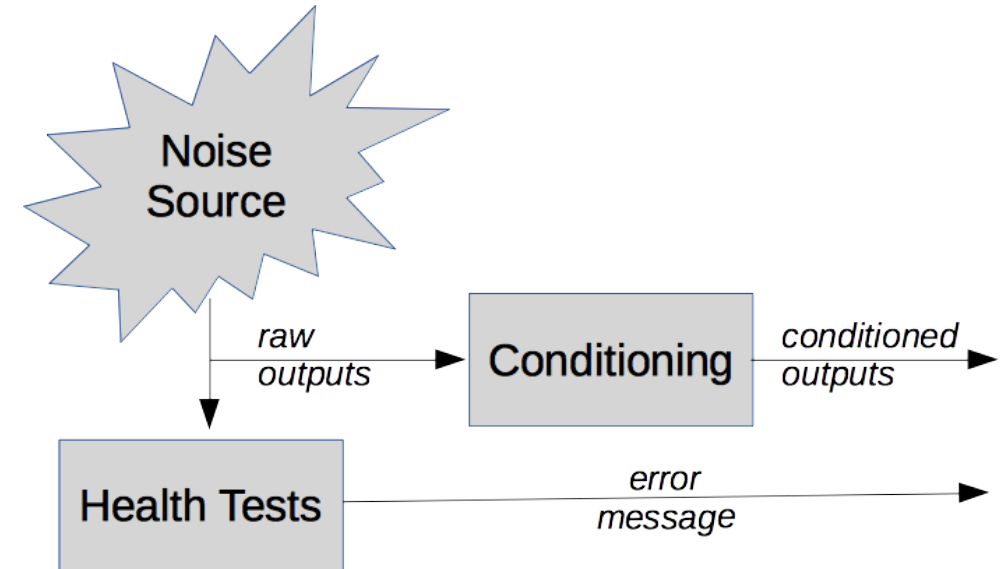 Noise
Source
raw
outputs
Conditioning
conditioned
outputs
Health Tests
error
message